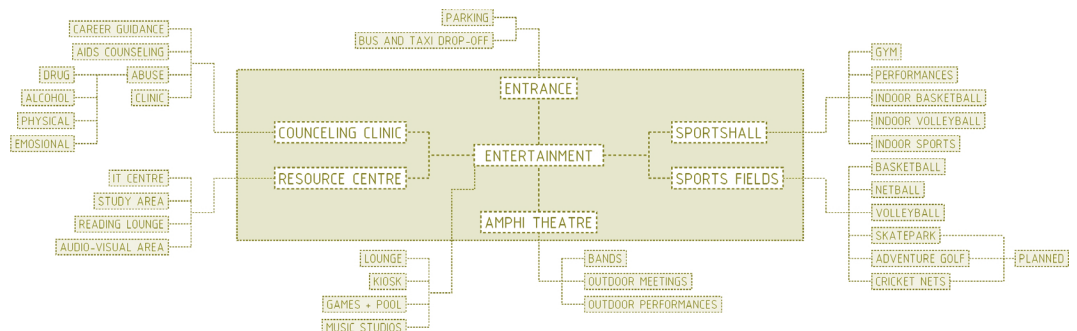 CAREER GUIDANCE
AIDS COUNSELING
DRUG
ABUSE
ALCOHOL
CLINIC
PHYSICAL
EMOSIONAL
PARKING
BUS AND TAXI DROP-OFF
GYM
PERFORMANCES
INDOOR BASKETBALL
INDOOR VOLLEYBALL
INDOOR SPORTS
ENTRANCE
COUNCELING CLINIC
SPORTSHALL
ENTERTAINMENT
RESOURCE CENTRE
SPORTS FIELDS
AMPHI THEATRE
IT CENTRE
STUDY AREA
READING LOUNGE
AUDIO-VISUAL AREA
BASKETBALL
NETBALL
VOLLEYBALL
SKATEPARK
ADVENTURE GOLF
PLANNED
CRICKET NETS
LOUNGE
KIOSK
GAMES + POOL
MUSIC STUDIOS
BANDS
OUTDOOR MEETINGS
OUTDOOR PERFORMANCES